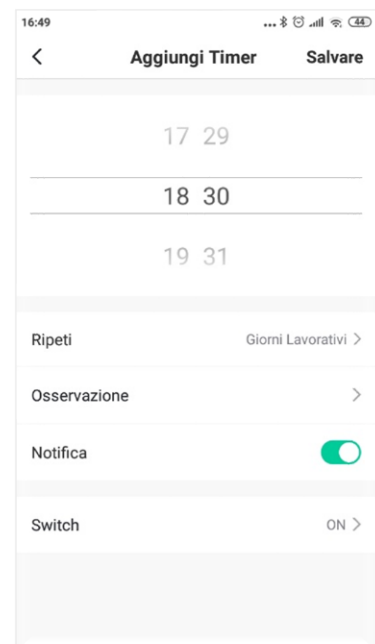 16:49 ... 44
Aggiungi Timer Salvare
17 29
18 30
19 31
Ripeti Giorni Lavorativi
Osservazione
Notifica
Switch ON